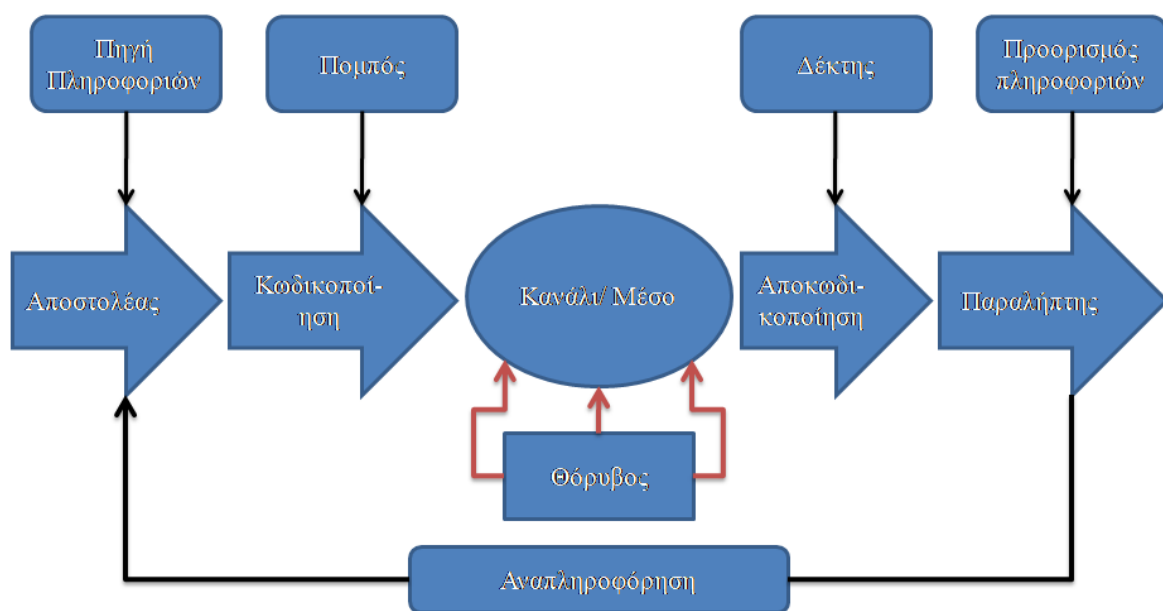 Πηγή
Πληροφοριών
Πομπός
Δέκτης
Προορισμός
πληροφοριών
Αποστολέας
Κωδικοποί-
ηση
Κανάλι/ Μέσο
Αποκωδι-
κοποίηση
Παραλήπτης
Θόρυβος
Αναπληροφόρηση